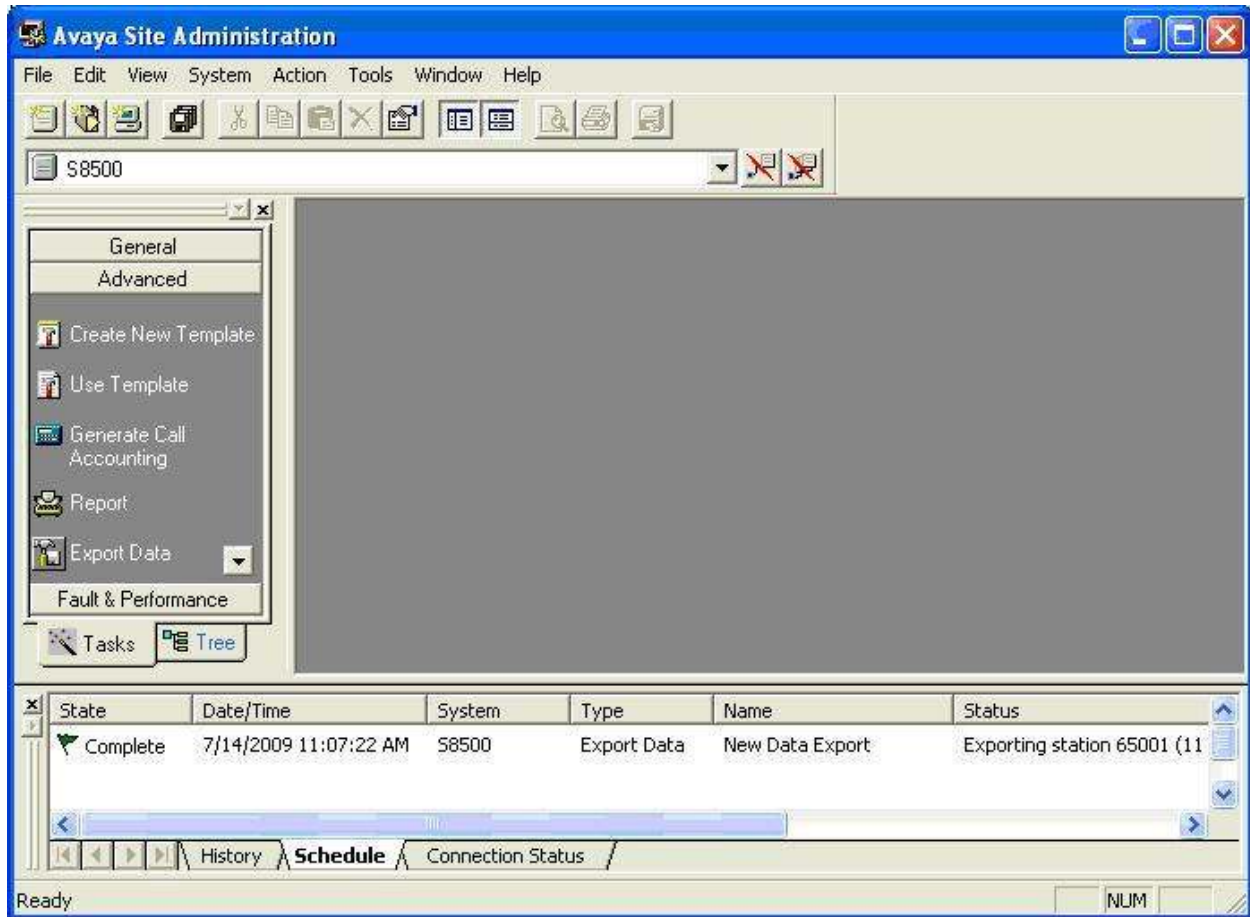 Avaya Site Administration
File Edit View System Action Tools Window Help
S8500
General
Advanced
Create New Template
Use Template
Generate Call
Accounting
Report
Export Data
Fault & Performance
Tasks Tree
State Date/Time System Type Name Status
Complete 7/14/2009 11:07:22 AM S8500 Export Data New Data Export Exporting station 65001 (11
History Schedule Connection Status
Ready NUM